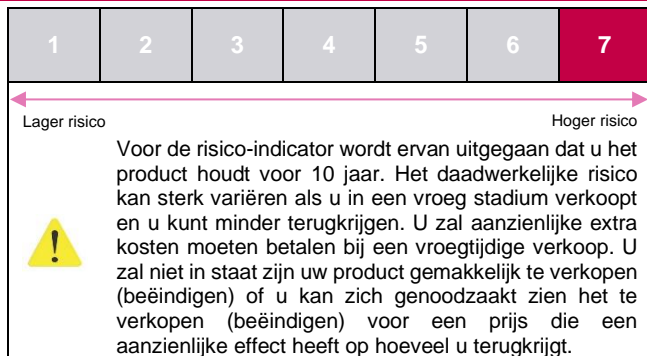 1 2 3 4 5 6 7
Lager risico Hoger risico
Voor de risico-indicator wordt ervan uitgegaan dat u het
product houdt voor 10 jaar. Het daadwerkelijke risico
kan sterk variëren als u in een vroeg stadium verkoopt
en u kunt minder terugkrijgen. U zal aanzienlijke extra
kosten moeten betalen bij een vroegtijdige verkoop. U
zal niet in staat zijn uw product gemakkelijk te verkopen
(beëindigen) of u kan zich genoodzaakt zien het te
verkopen (beëindigen) voor een prijs die een
aanzienlijke effect heeft op hoeveel u terugkrijgt.